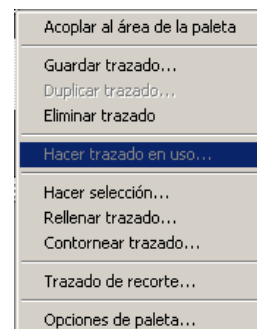 Acoplar al área de la paleta
Guardar trazado...
Duplicar trazado...
Eliminar trazado
Hacer trazado en uso...
Hacer selección...
Rellenar trazado...
Contornear trazado...
Trazado de recorte...
Opciones de paleta...